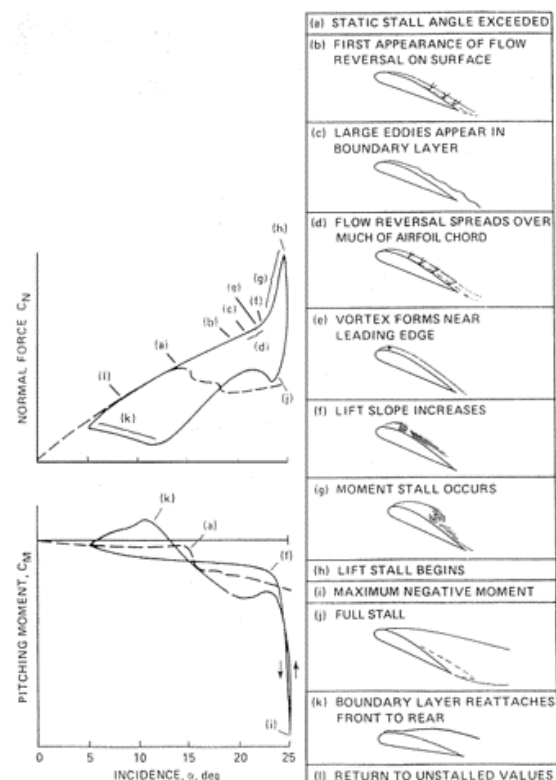 (a) STATIC STALL ANGLE EXCEEDED
(b) FIRST APPEARANCE OF FLOW
REVERSAL ON SURFACE
(c) LARGE EDDIES APPEAR IN
BOUNDARY LAYER
(d) FLOW REVERSAL SPREADS OVER
MUCH OF AIRFOIL CHORD
(e) VORTEX FORMS NEAR
LEADING EDGE
(f) LIFT SLOPE INCREASES
(g) MOMENT STALL OCCURS
(h) LIFT STALL BEGINS
(i) MAXIMUM NEGATIVE MOMENT
(j) FULL STALL
(k) BOUNDARY LAYER REATTACHES
FRONT TO REAR
(l) RETURN TO UNSTALLED VALUES
NORMAL FORCE C_N
(h)
(g)
(e)
(f)
(c)
(b)
(d)
(a)
(l)
(j)
(k)
PITCHING MOMENT, C_M
(k)
(a)
(f)
(i)
0
5
10
15
20
25
INCIDENCE, α, deg